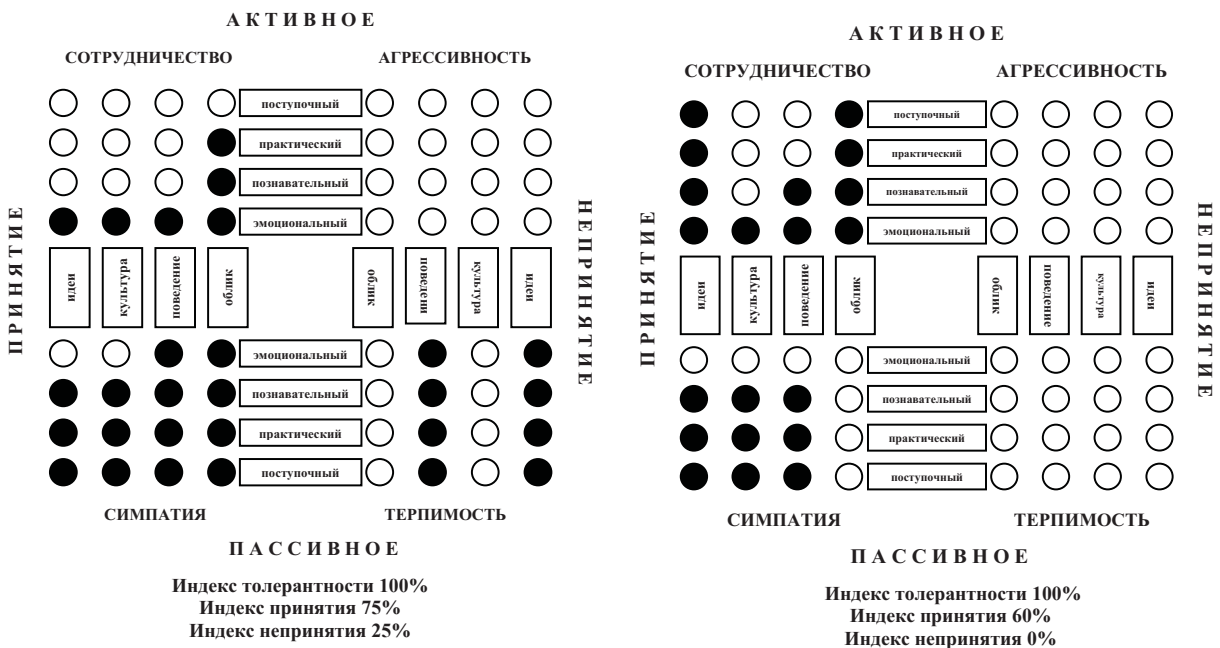 АКТИВНОЕ
СОТРУДНИЧЕСТВО АГРЕССИВНОСТЬ
поступочный
практический
познавательный
эмоциональный
ПРИНЯТИЕ
НЕПРИНЯТИЕ
идеи культура поведение облик облик поведени культура идеи
эмоциональный
познавательный
практический
поступочный
СИМПАТИЯ ТЕРПИМОСТЬ
ПАССИВНОЕ
Индекс толерантности 100%
Индекс принятия 75%
Индекс непринятия 25%
АКТИВНОЕ
СОТРУДНИЧЕСТВО АГРЕССИВНОСТЬ
поступочный
практический
познавательный
эмоциональный
ПРИНЯТИЕ
НЕПРИНЯТИЕ
идеи культура поведение облик облик поведение культура идеи
эмоциональный
познавательный
практический
поступочный
СИМПАТИЯ ТЕРПИМОСТЬ
ПАССИВНОЕ
Индекс толерантности 100%
Индекс принятия 60%
Индекс непринятия 0%